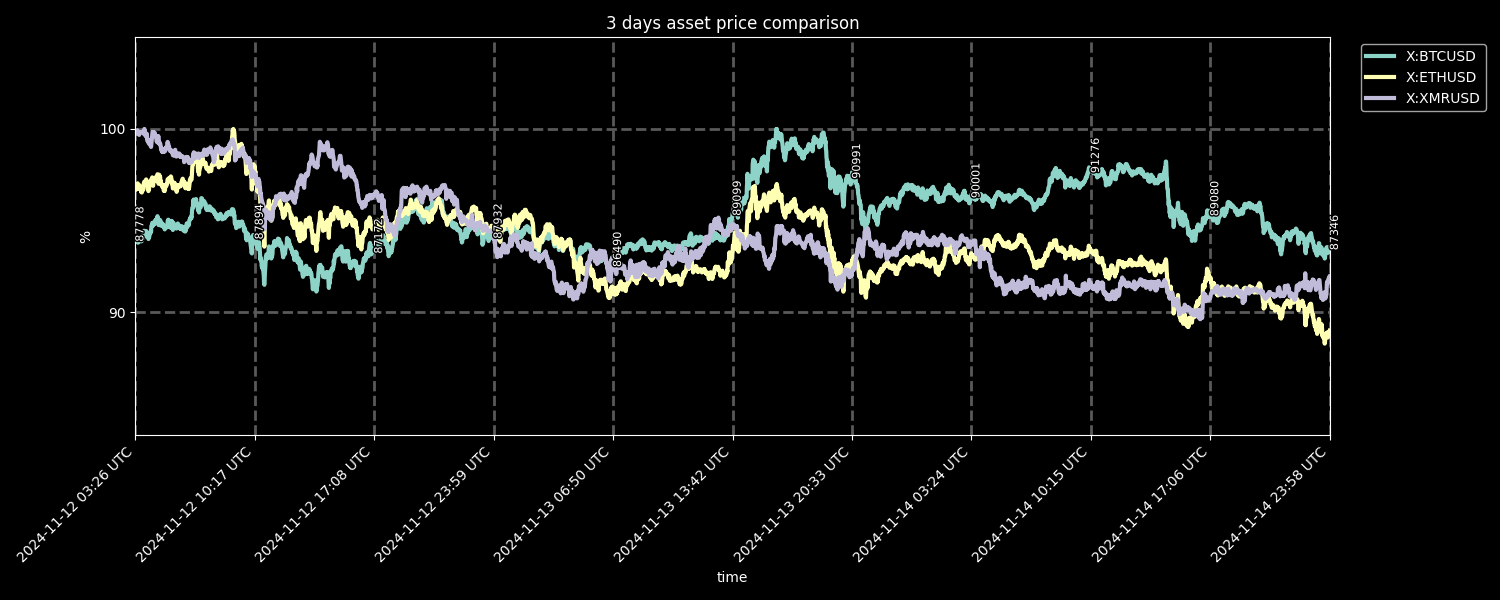 3 days asset price comparison
X:BTCUSD
X:ETHUSD
X:XMRUSD
100
90
%
87778
87894
87172
87932
86490
89099
90991
90001
91276
89080
87346
2024-11-12 03:26 UTC
2024-11-12 10:17 UTC
2024-11-12 17:08 UTC
2024-11-12 23:59 UTC
2024-11-13 06:50 UTC
2024-11-13 13:42 UTC
2024-11-13 20:33 UTC
2024-11-14 03:24 UTC
2024-11-14 10:15 UTC
2024-11-14 17:06 UTC
2024-11-14 23:58 UTC
time